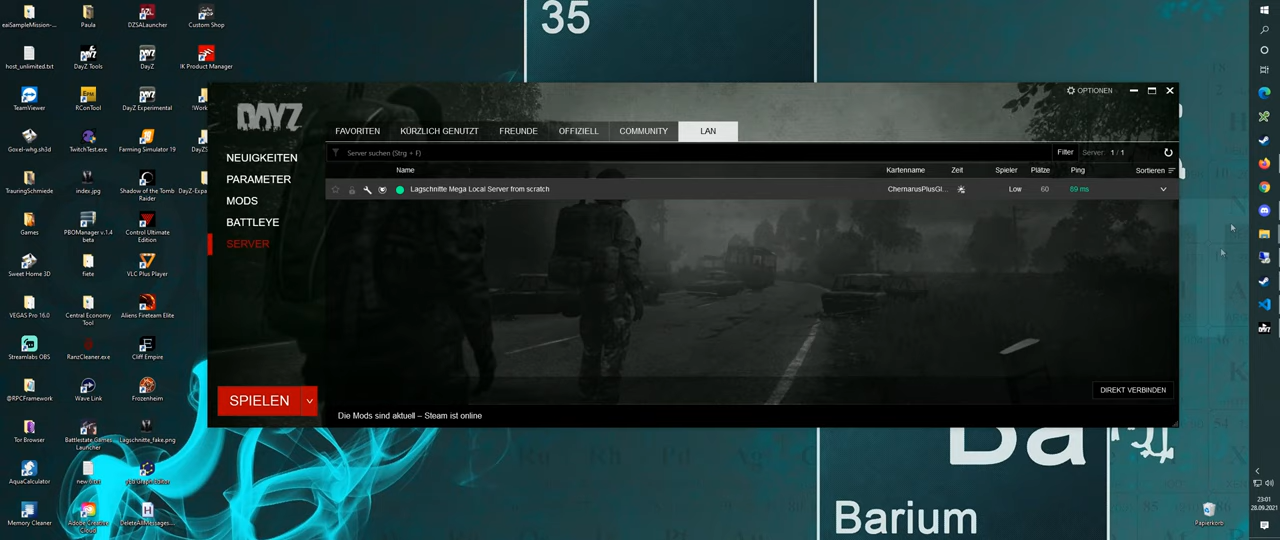 35
eaiSampleMission-...
Paula
DZSALauncher
Custom Shop
host_unlimited.txt
DayZ Tools
DayZ
IK Product Manager
TeamViewer
RConTool
DayZ Experimental
Goxel-whg.sh3d
TwitchTest.exe
Farming Simulator 19
TrauringSchmiede
index.jpg
Shadow of the Tomb Raider
Games
PBOManager v.1.4 beta
Control Ultimate Edition
Sweet Home 3D
fiete
VLC Plus Player
VEGAS Pro 16.0
Central Economy Tool
Aliens Fireteam Elite
Streamlabs OBS
RanzCleaner.exe
Cliff Empire
@RPCFramework
Wave Link
Frozenheim
Tor Browser
Battlestate Games Launcher
Lagschnitte_fake.png
AquaCalculator
Memory Cleaner
Adobe Creative Cloud
DeleteAllMessages...
DAYZ
OPTIONEN
FAVORITEN
KÜRZLICH GENUTZT
FREUNDE
OFFIZIELL
COMMUNITY
LAN
Server suchen (Strg + F)
Filter
Server: 1 / 1
Name
Kartenname
Zeit
Spieler
Plätze
Ping
Sortieren
Lagschnitte Mega Local Server from scratch
ChernarusPlusGl...
Low
60
89 ms
NEUIGKEITEN
PARAMETER
MODS
BATTLEYE
SERVER
SPIELEN
DIREKT VERBINDEN
Die Mods sind aktuell – Steam ist online
Ba
Barium
Papierkorb
23:01
28.09.2021